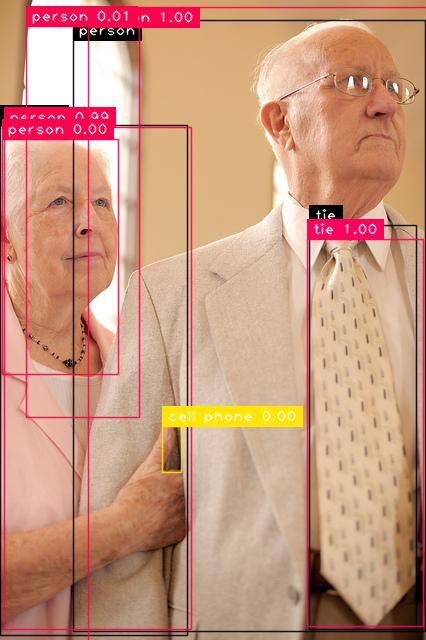 person 0.01
n 1.00
person
person 0.99
person 0.00
tie
tie 1.00
cell phone 0.00